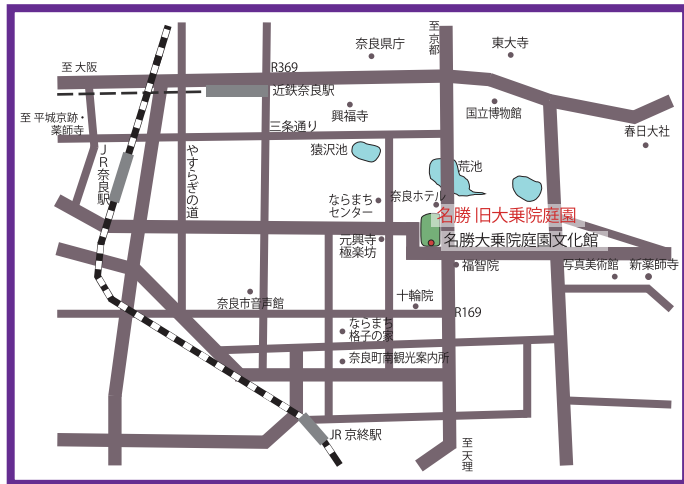 至 京都
奈良県庁
東大寺
至 大阪
R369
近鉄奈良駅
国立博物館
興福寺
至 平城京跡・
薬師寺
三条通り
春日大社
猿沢池
荒池
JR奈良駅
やすらぎの道
奈良ホテル
ならまち
センター
名勝 旧大乗院庭園
名勝大乗院庭園文化館
元興寺
極楽坊
福智院
写真美術館
新薬師寺
奈良市音声館
十輪院
R169
ならまち
格子の家
奈良町南観光案内所
JR 京終駅
至 天理